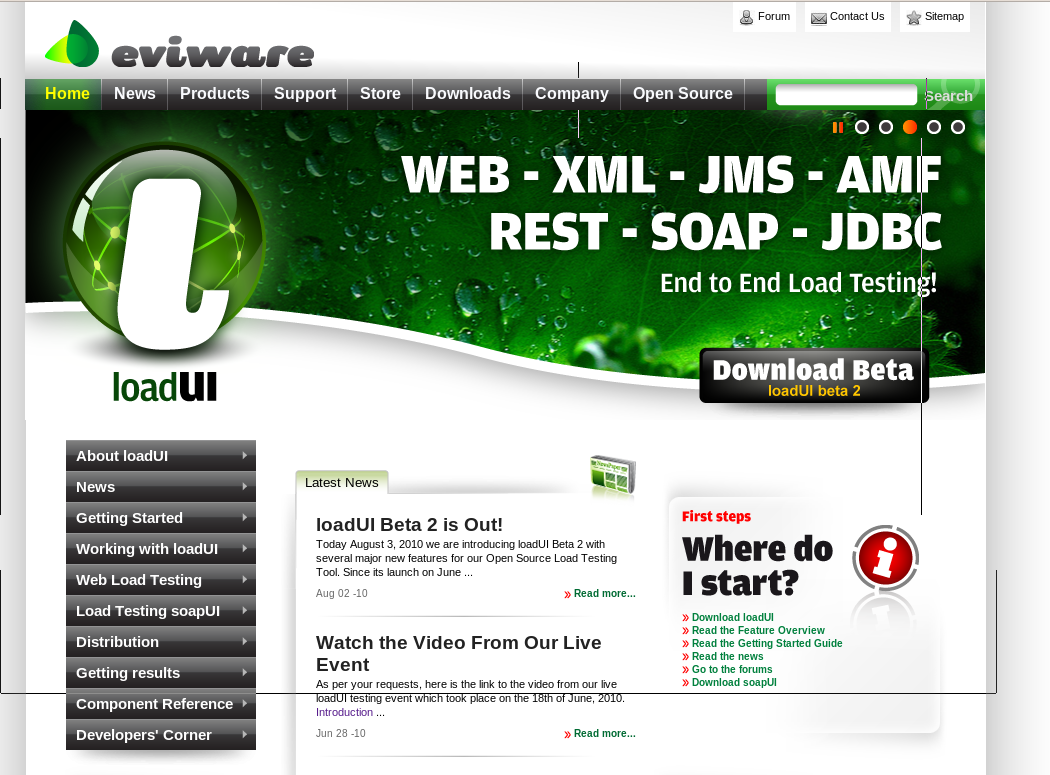 Forum
Contact Us
Sitemap
eviware
Home News Products Support Store Downloads Company Open Source Search
WEB - XML - JMS - AMF
REST - SOAP - JDBC
End to End Load Testing!
loadUI
Download Beta
loadUI beta 2
About loadUI
News
Getting Started
Working with loadUI
Web Load Testing
Load Testing soapUI
Distribution
Getting results
Component Reference
Developers' Corner
Latest News
loadUI Beta 2 is Out!
Today August 3, 2010 we are introducing loadUI Beta 2 with
several major new features for our Open Source Load Testing
Tool. Since its launch on June ...
Aug 02 -10
Read more...
Watch the Video From Our Live
Event
As per your requests, here is the link to the video from our live
loadUI testing event which took place on the 18th of June, 2010.
Introduction ...
Jun 28 -10
Read more...
First steps
Where do
I start?
Download loadUI
Read the Feature Overview
Read the Getting Started Guide
Read the news
Go to the forums
Download soapUI